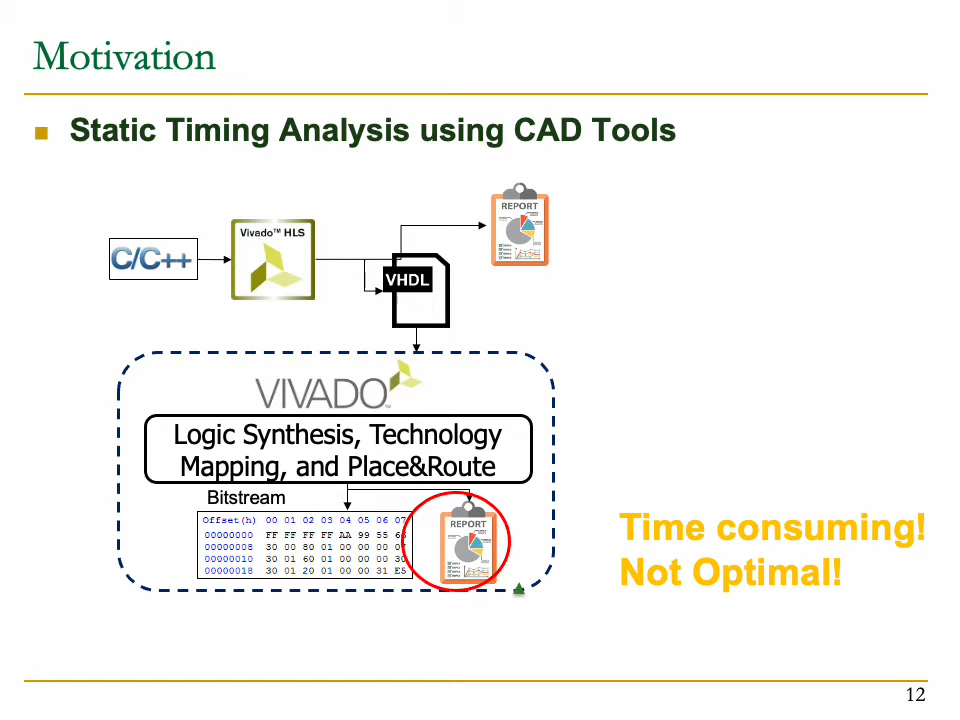 Motivation
Static Timing Analysis using CAD Tools
REPORT
Vivado™ HLS
C/C++
VHDL
VIVADO™
Logic Synthesis, Technology
Mapping, and Place&Route
Bitstream
Offset(h) 00 01 02 03 04 05 06 07
00000000 FF FF FF FF AA 99 55 66
00000008 30 00 80 01 00 00 00 07
00000010 30 01 60 01 00 00 00 30
00000018 30 01 20 01 00 00 31 E5
REPORT
Time consuming!
Not Optimal!
12